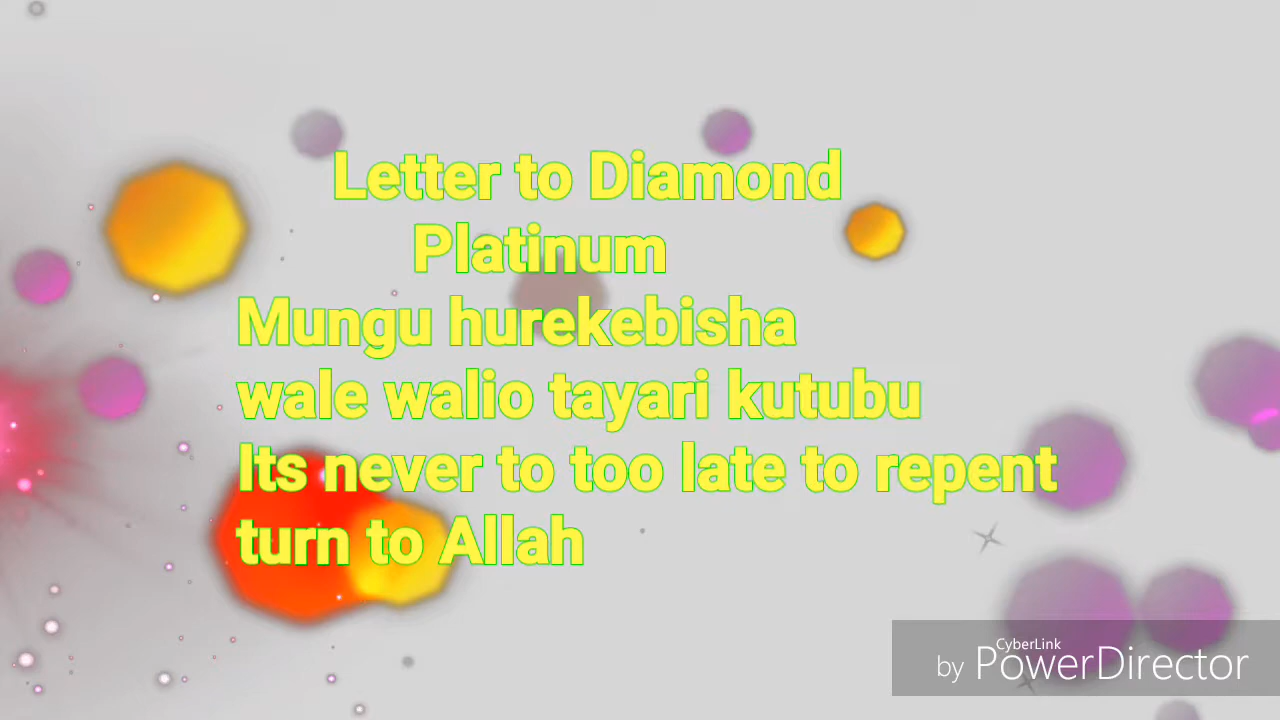 Letter to Diamond
Platinum
Mungu hurekebisha
wale walio tayari kutubu
Its never to too late to repent
turn to Allah
CyberLink
by PowerDirector